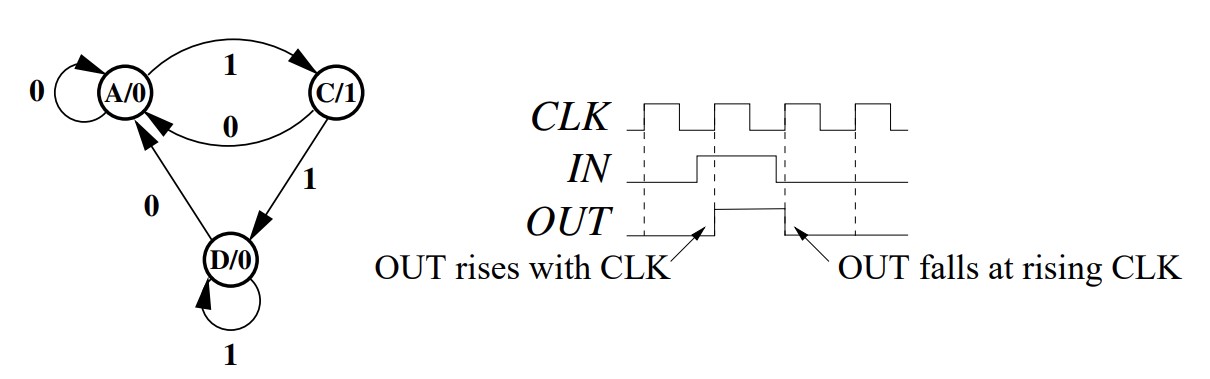 1
0
A/0
C/1
0
1
0
D/0
1
CLK
IN
OUT
OUT rises with CLK
OUT falls at rising CLK